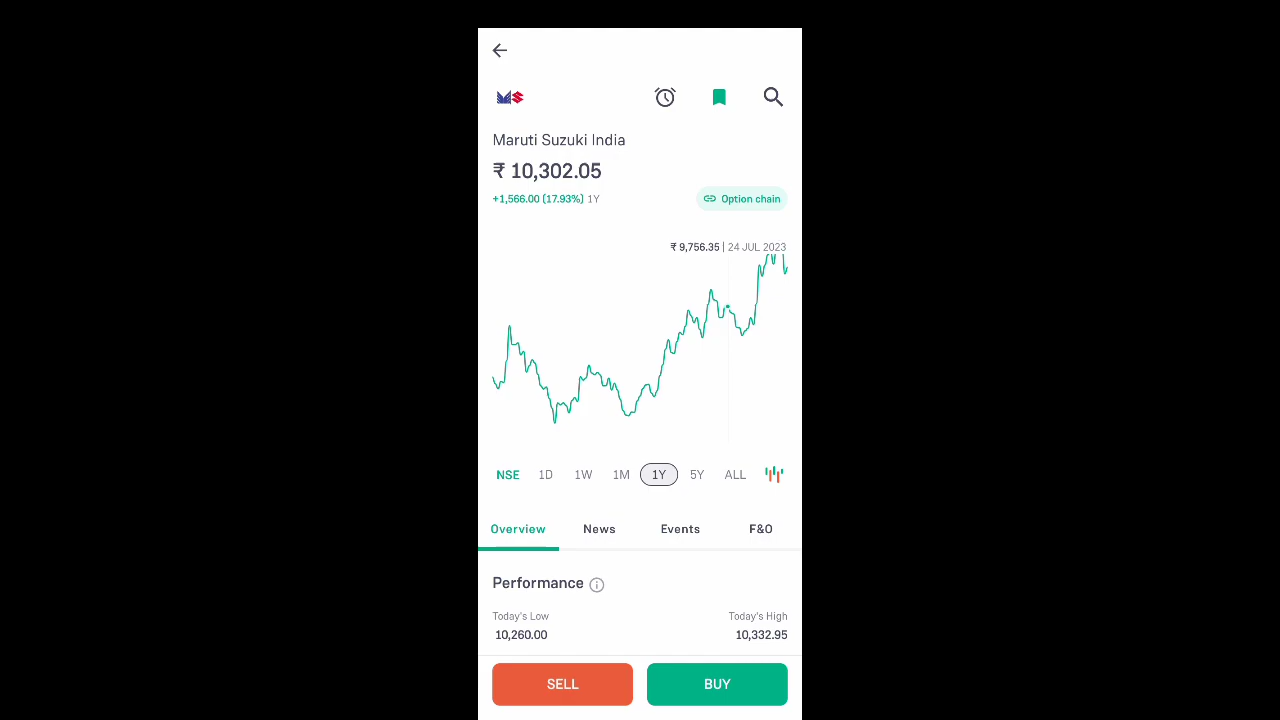 Maruti Suzuki India
₹ 10,302.05
+1,566.00 (17.93%) 1Y
Option chain
₹ 9,756.35 | 24 JUL 2023
NSE 1D 1W 1M 1Y 5Y ALL
Overview News Events F&O
Performance
Today's Low Today's High
10,260.00 10,332.95
SELL BUY